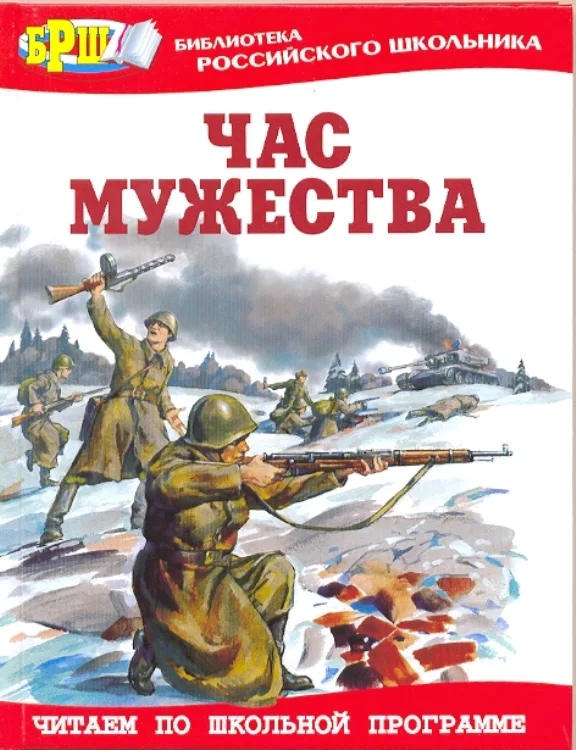 БРШ
БИБЛИОТЕКА
РОССИЙСКОГО ШКОЛЬНИКА
ЧАС
МУЖЕСТВА
ЧИТАЕМ ПО ШКОЛЬНОЙ ПРОГРАММЕ